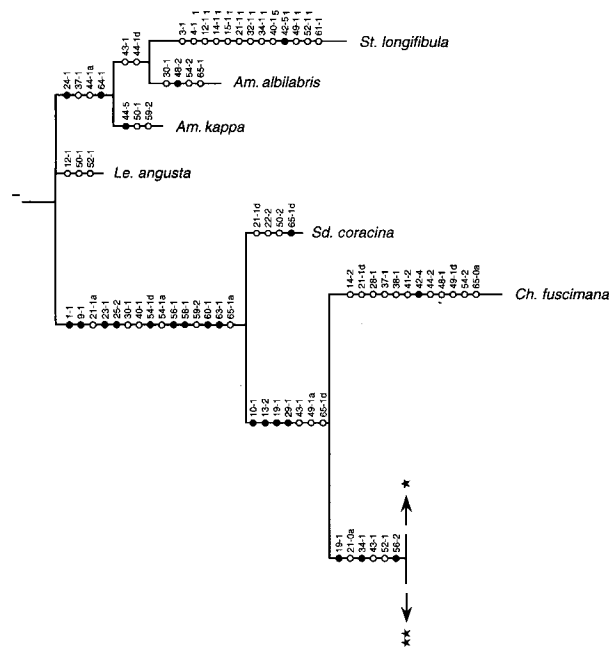 3-1 4-1 12-1 14-1 15-1 21-1 32-1 34-1 40-1 42-5 49-1 52-1 61-1
St. longifibula
43-1 44-1d
30-1 48-2 54-2 65-1
Am. albilabris
24-1 37-1 44-1a 64-1
44-5 50-1 59-2
Am. kappa
12-1 50-1 52-1
Le. angusta
21-1d 22-2 50-2 65-1d
Sd. coracina
14-2 21-1d 28-1 37-1 38-1 41-2 42-4 44-2 48-1 49-1d 54-2 65-0a
Ch. fuscimana
1-1 9-1 21-1a 23-1 25-2 30-1 40-1 54-1d 54-1a 56-1 58-1 59-2 60-1 63-1 65-1a
10-1 13-2 19-1 29-1 43-1 49-1a 65-1d
19-1 21-0a 34-1 43-1 52-1 56-2